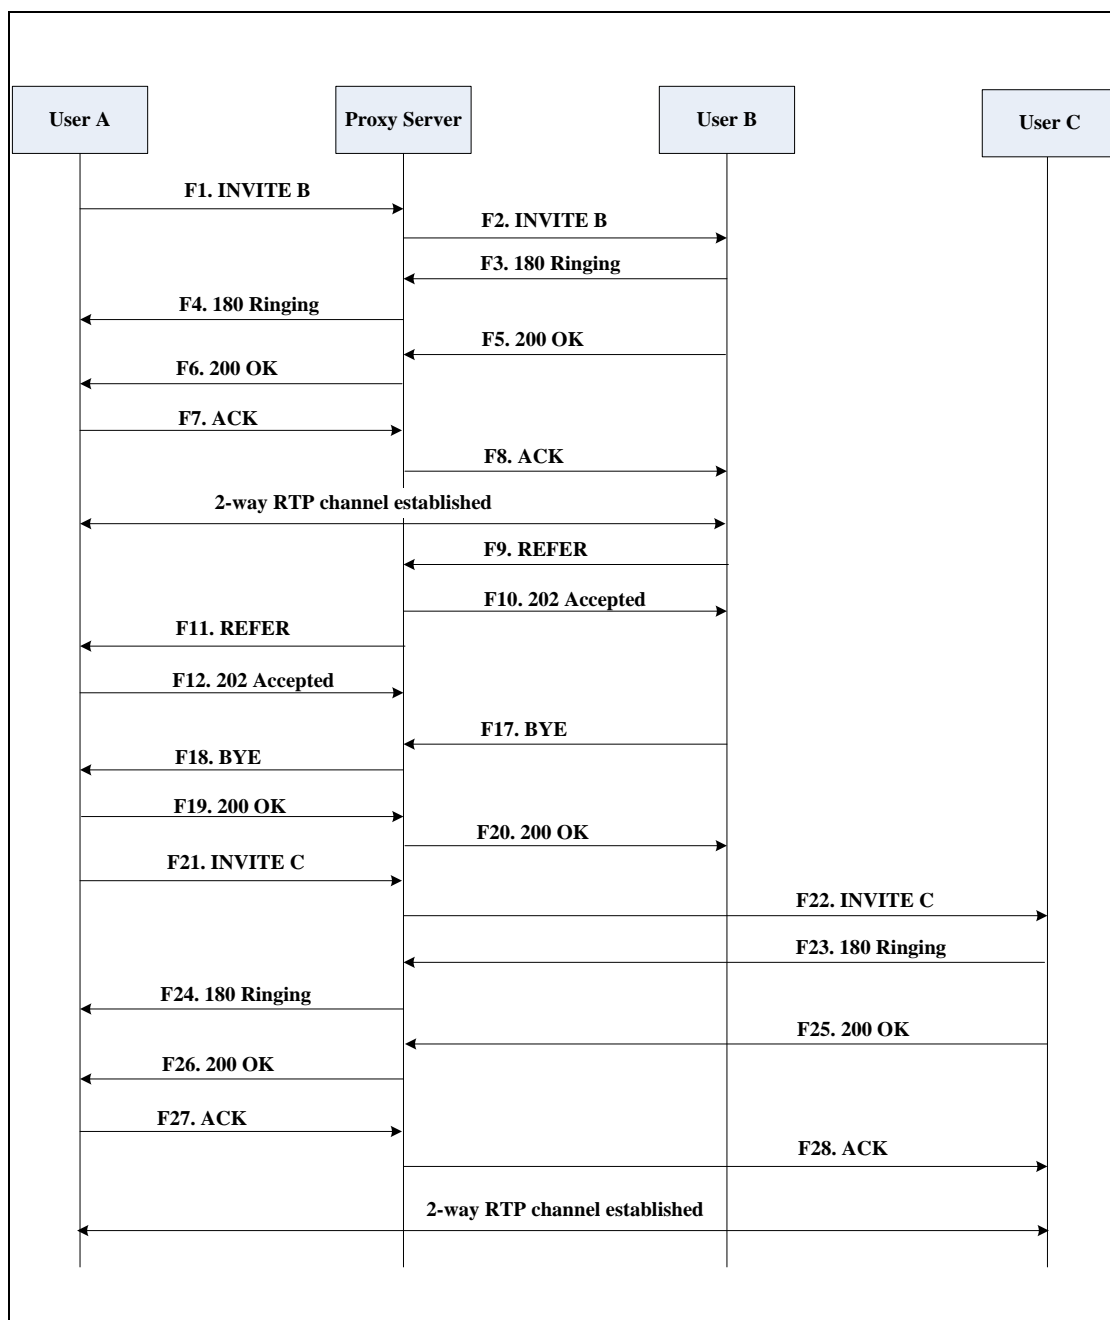 User A
Proxy Server
User B
User C
F1. INVITE B
F2. INVITE B
F3. 180 Ringing
F4. 180 Ringing
F5. 200 OK
F6. 200 OK
F7. ACK
F8. ACK
2-way RTP channel established
F9. REFER
F10. 202 Accepted
F11. REFER
F12. 202 Accepted
F17. BYE
F18. BYE
F19. 200 OK
F20. 200 OK
F21. INVITE C
F22. INVITE C
F23. 180 Ringing
F24. 180 Ringing
F25. 200 OK
F26. 200 OK
F27. ACK
F28. ACK
2-way RTP channel established